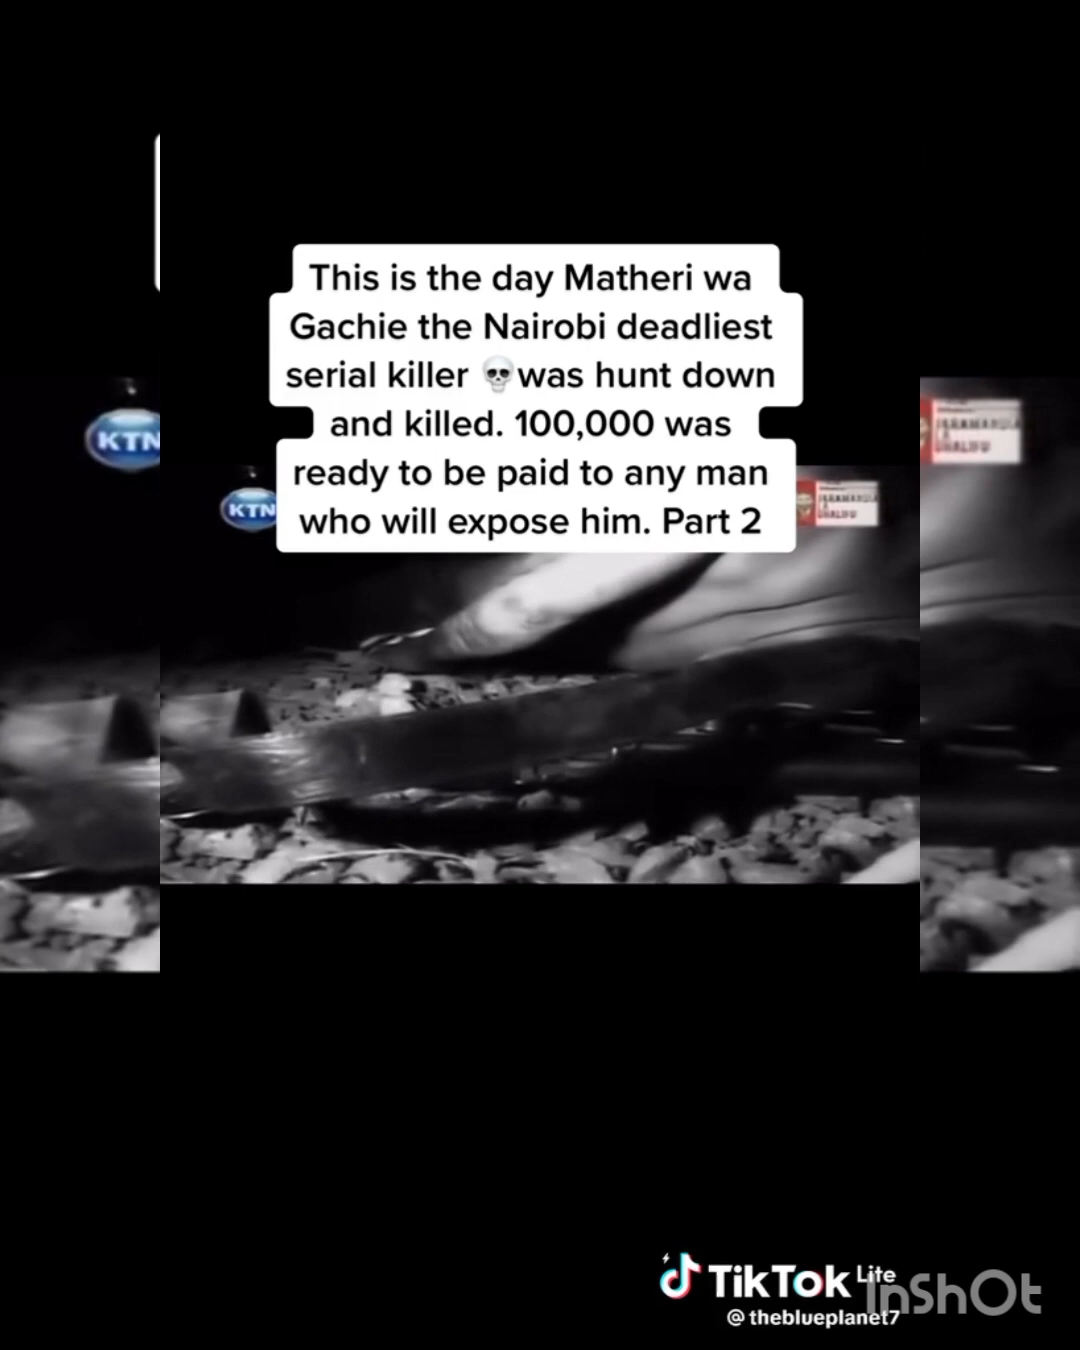 This is the day Matheri wa
Gachie the Nairobi deadliest
serial killer 💀was hunt down
and killed. 100,000 was
ready to be paid to any man
who will expose him. Part 2
KTN
KTN
UHALIFU
UHALIFU
TikTok Lite
InShOt
@theblueplanet7